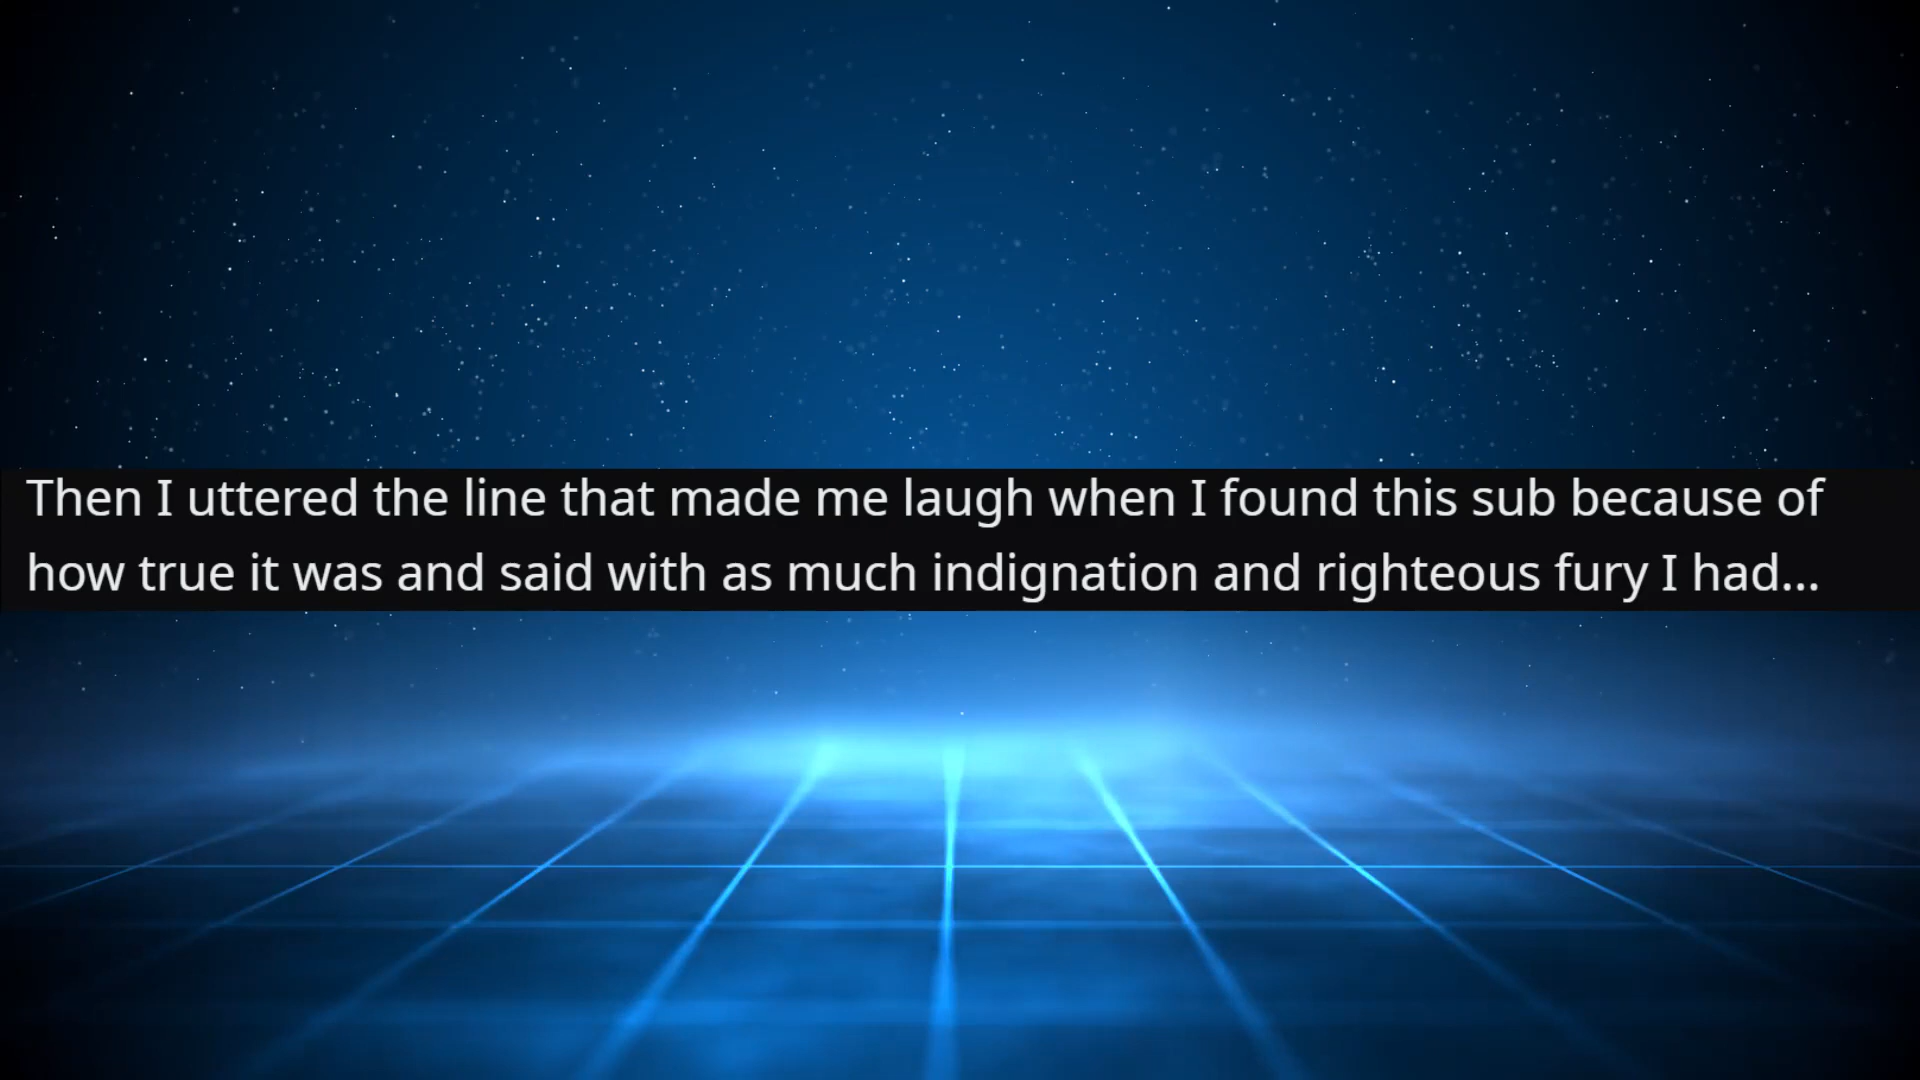 Then I uttered the line that made me laugh when I found this sub because of
how true it was and said with as much indignation and righteous fury I had...